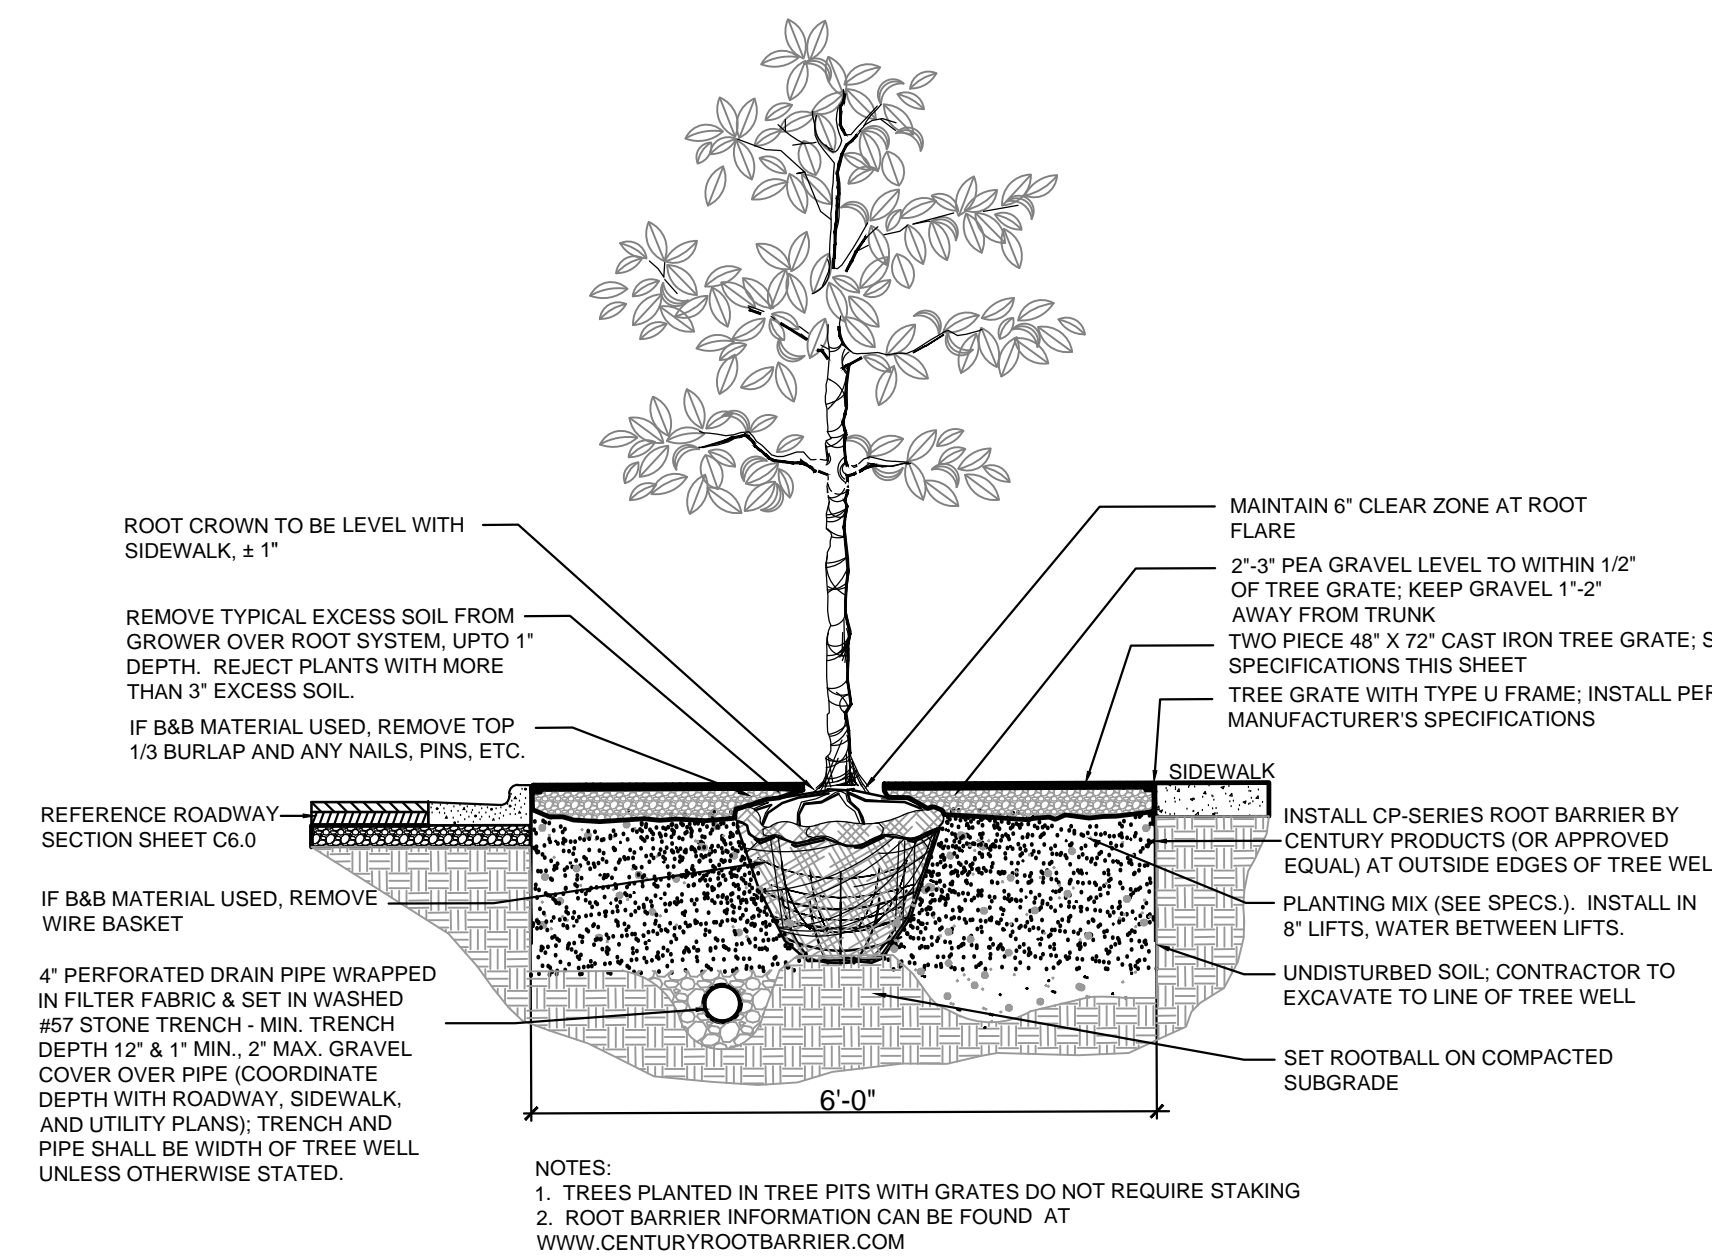 ROOT CROWN TO BE LEVEL WITH
SIDEWALK, ± 1"
REMOVE TYPICAL EXCESS SOIL FROM
GROWER OVER ROOT SYSTEM, UPTO 1"
DEPTH. REJECT PLANTS WITH MORE
THAN 3" EXCESS SOIL.
IF B&B MATERIAL USED, REMOVE TOP
1/3 BURLAP AND ANY NAILS, PINS, ETC.
REFERENCE ROADWAY
SECTION SHEET C6.0
IF B&B MATERIAL USED, REMOVE
WIRE BASKET
4" PERFORATED DRAIN PIPE WRAPPED
IN FILTER FABRIC & SET IN WASHED
#57 STONE TRENCH - MIN. TRENCH
DEPTH 12" & 1" MIN., 2" MAX. GRAVEL
COVER OVER PIPE (COORDINATE
DEPTH WITH ROADWAY, SIDEWALK,
AND UTILITY PLANS); TRENCH AND
PIPE SHALL BE WIDTH OF TREE WELL
UNLESS OTHERWISE STATED.
MAINTAIN 6" CLEAR ZONE AT ROOT
FLARE
2"-3" PEA GRAVEL LEVEL TO WITHIN 1/2"
OF TREE GRATE; KEEP GRAVEL 1"-2"
AWAY FROM TRUNK
TWO PIECE 48" X 72" CAST IRON TREE GRATE; S
SPECIFICATIONS THIS SHEET
TREE GRATE WITH TYPE U FRAME; INSTALL PER
MANUFACTURER'S SPECIFICATIONS
SIDEWALK
INSTALL CP-SERIES ROOT BARRIER BY
CENTURY PRODUCTS (OR APPROVED
EQUAL) AT OUTSIDE EDGES OF TREE WEL
PLANTING MIX (SEE SPECS.). INSTALL IN
8" LIFTS, WATER BETWEEN LIFTS.
UNDISTURBED SOIL; CONTRACTOR TO
EXCAVATE TO LINE OF TREE WELL
SET ROOTBALL ON COMPACTED
SUBGRADE
6'-0"
NOTES:
1. TREES PLANTED IN TREE PITS WITH GRATES DO NOT REQUIRE STAKING
2. ROOT BARRIER INFORMATION CAN BE FOUND AT
WWW.CENTURYROOTBARRIER.COM